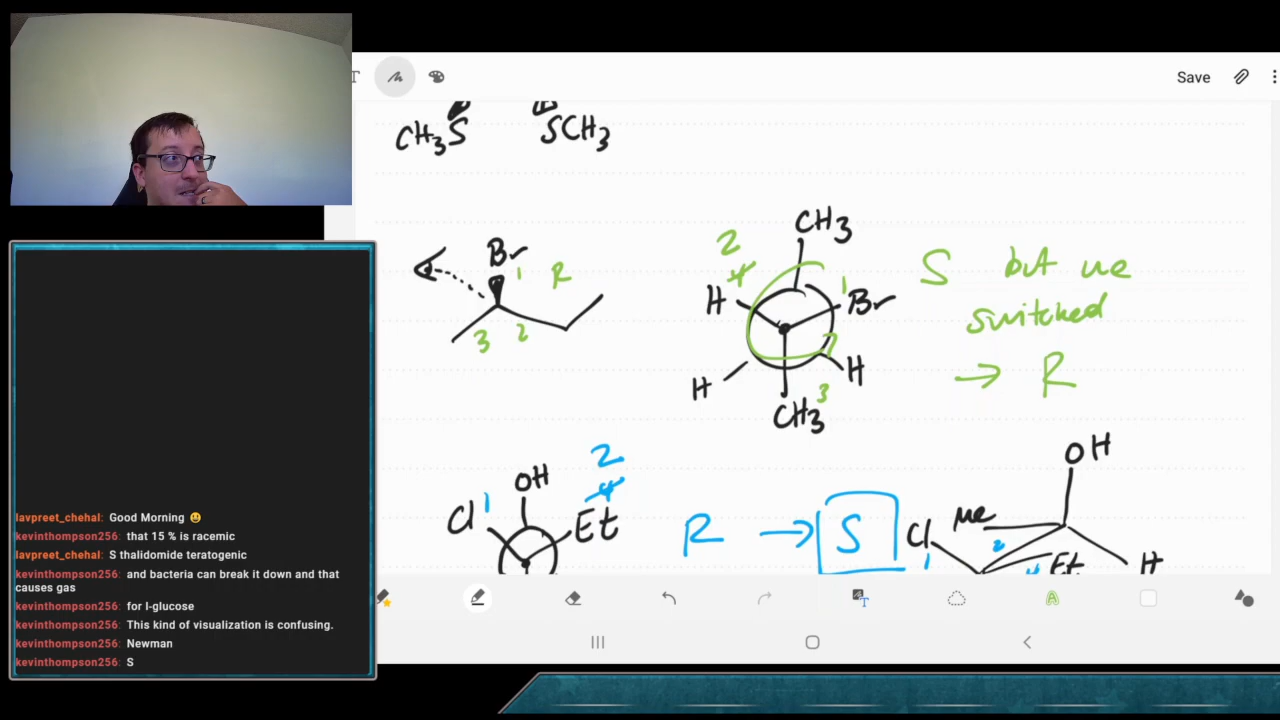 T
Save
CH3S SCH3
Br
1 R
3 2
CH3
2
4
H
1
Br
H
H
3
CH3
S but we
switched
→ R
OH
Cl 1
2
4
Et
R → S
OH
Cl
Me
2
1
4
Et
H
lavpreet_chehal: Good Morning 😃
kevinthompson256: that 15 % is racemic
lavpreet_chehal: S thalidomide teratogenic
kevinthompson256: and bacteria can break it down and that
causes gas
kevinthompson256: for l-glucose
kevinthompson256: This kind of visualization is confusing.
kevinthompson256: Newman
kevinthompson256: S